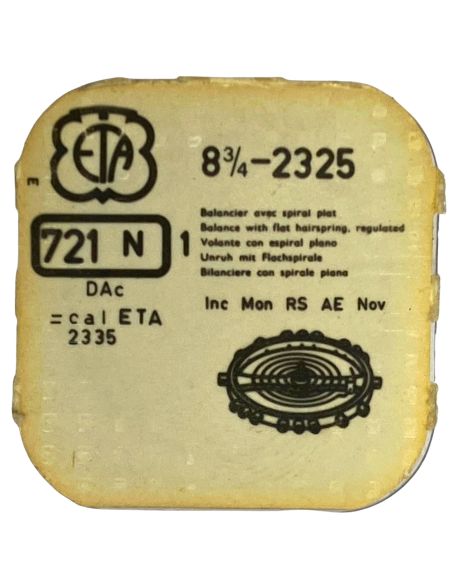 ETA
8¾-2325
E
Balancier avec spiral plat
Balance with flat hairspring, regulated
Volante con espiral plano
Unruh mit Flachspirale
Bilanciere con spirale piana
721 N 1
DAc
Inc Mon RS AE Nov
=cal ETA
2335